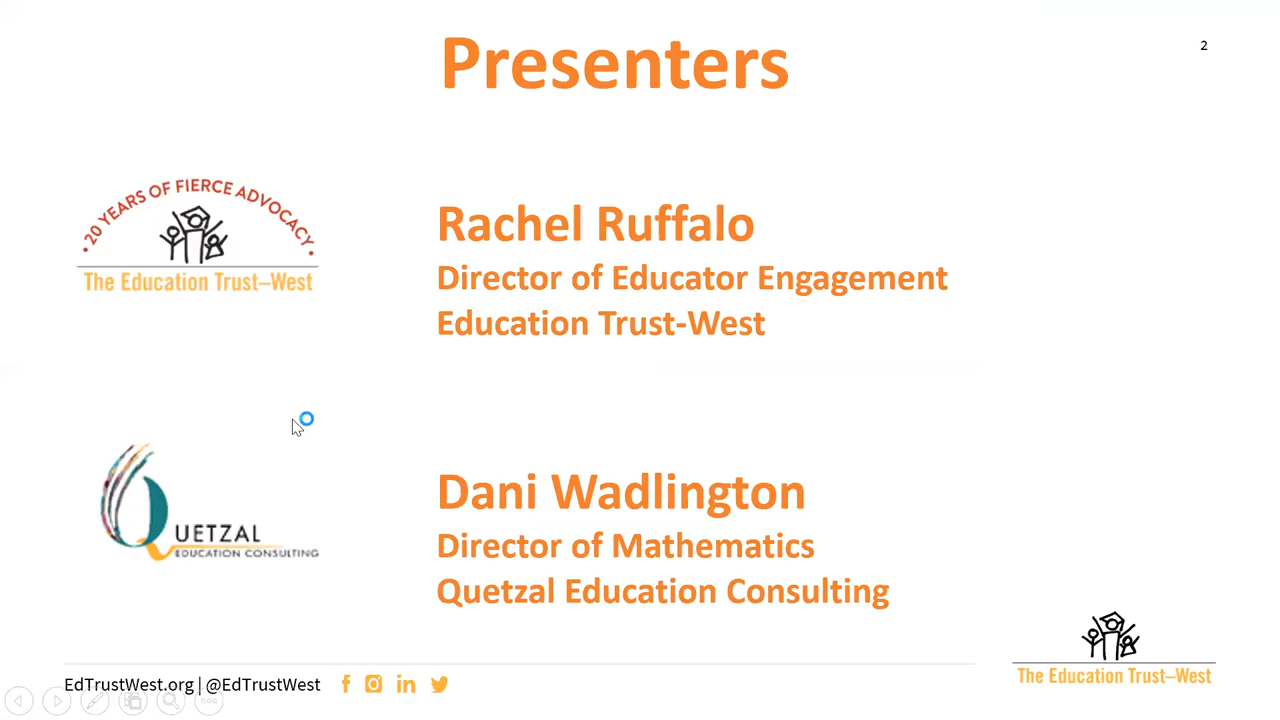 Presenters
2
· 20 YEARS OF FIERCE ADVOCACY ·
The Education Trust–West
Rachel Ruffalo
Director of Educator Engagement
Education Trust-West
QUETZAL
EDUCATION CONSULTING
Dani Wadlington
Director of Mathematics
Quetzal Education Consulting
EdTrustWest.org | @EdTrustWest
The Education Trust–West